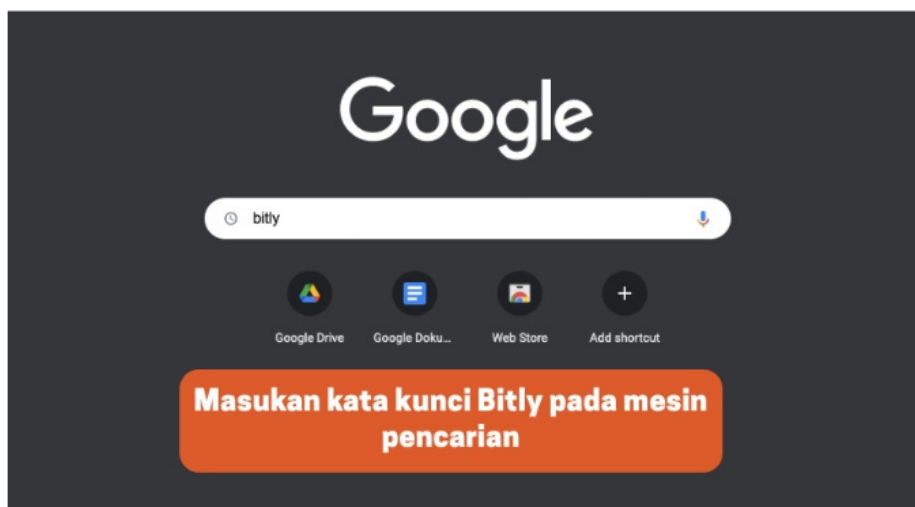 Google
bitly
Google Drive Google Doku... Web Store Add shortcut
Masukan kata kunci Bitly pada mesin
pencarian